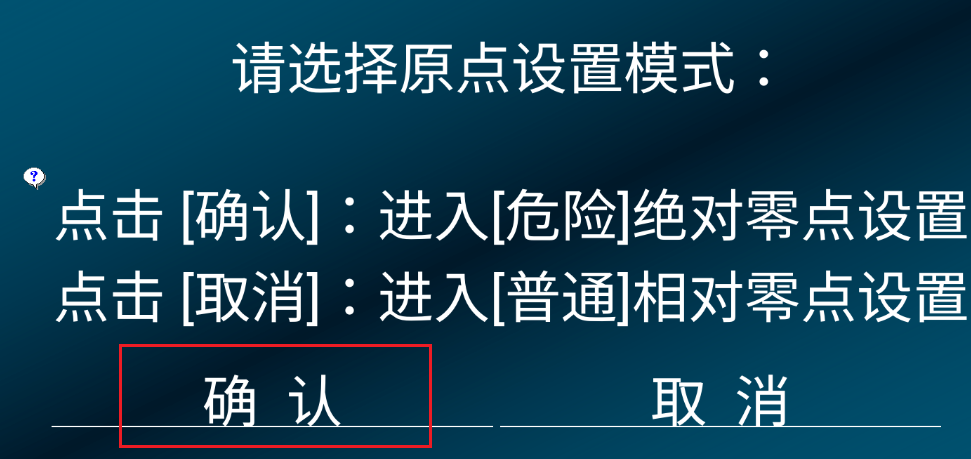 请选择原点设置模式：
?
点击 [确认]：进入[危险]绝对零点设置
点击 [取消]：进入[普通]相对零点设置
确 认 取 消